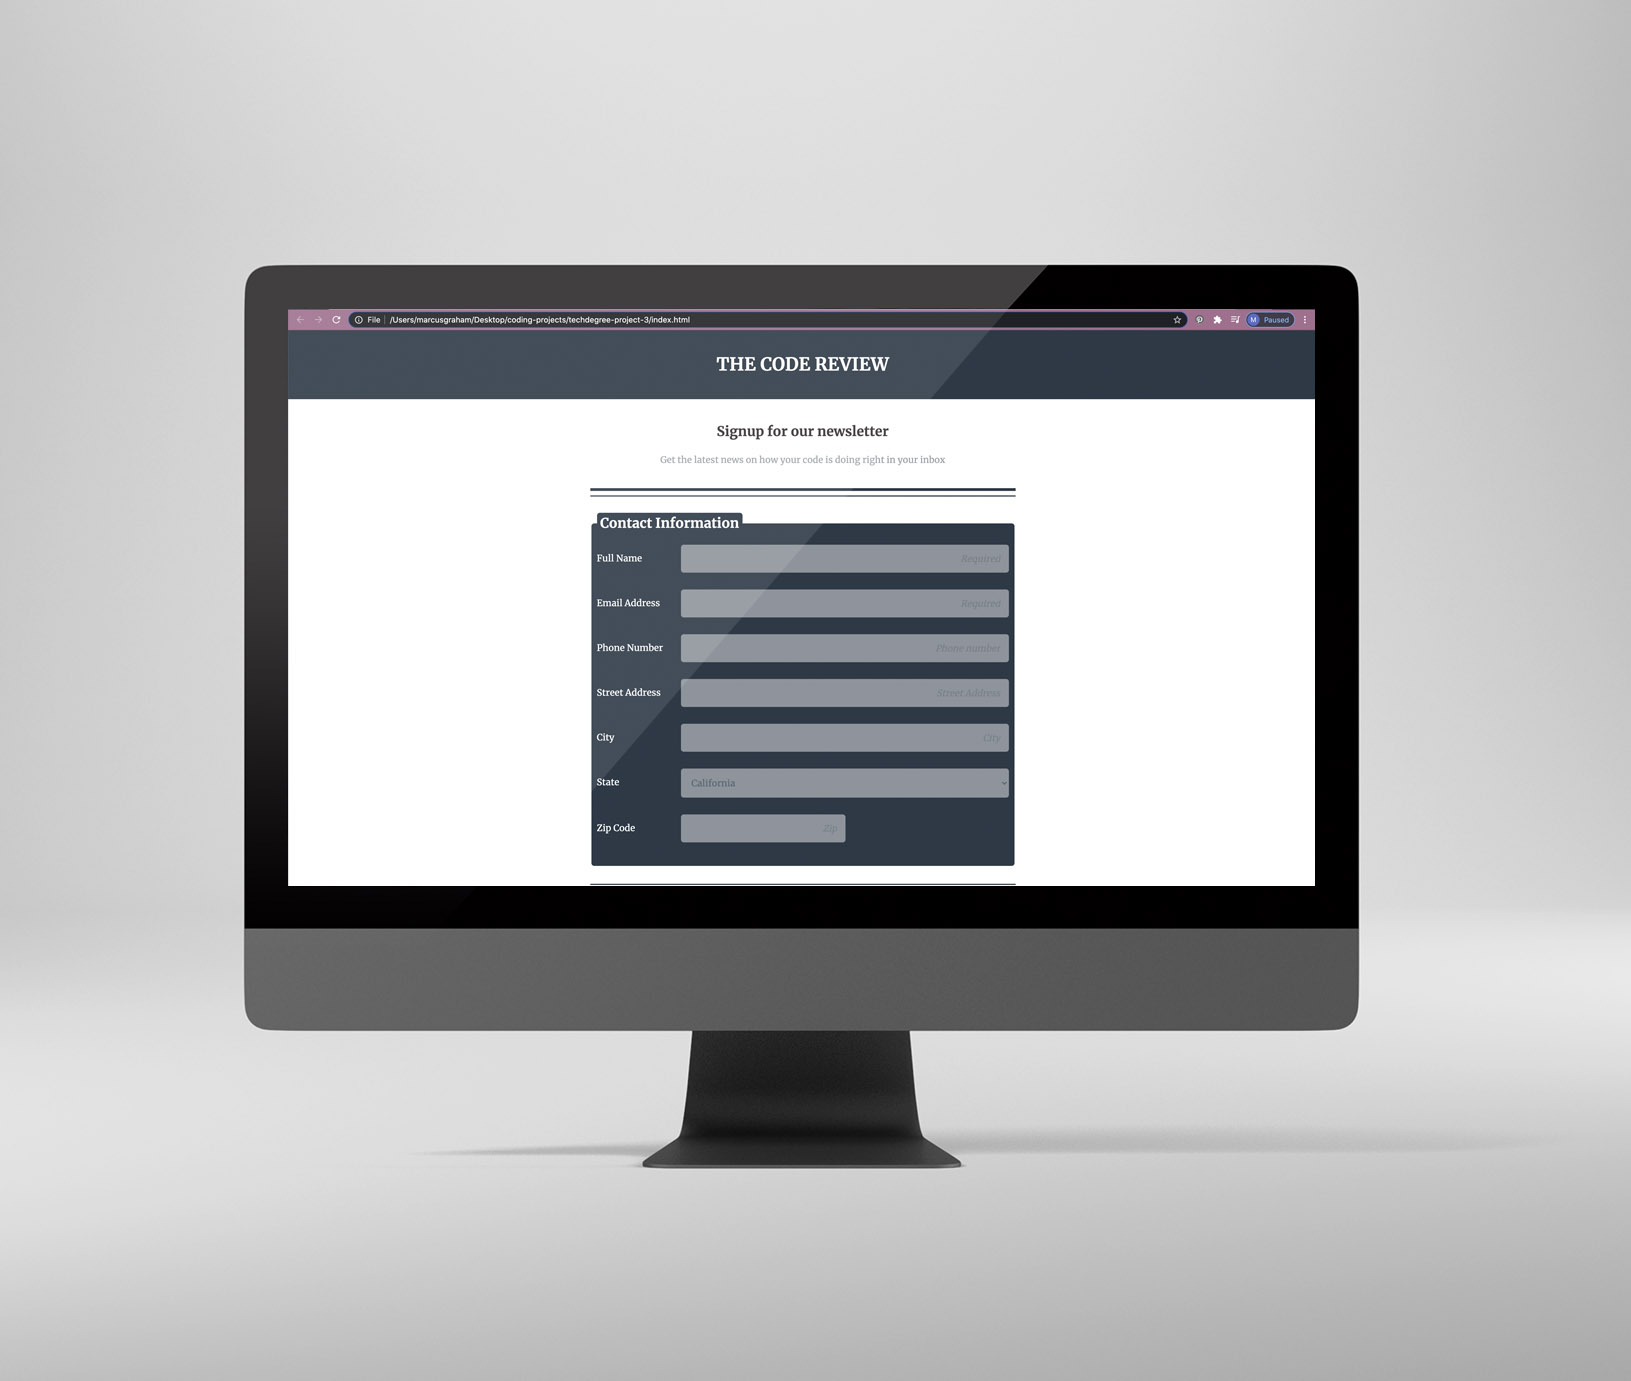 File | /Users/marcusgraham/Desktop/coding-projects/techdegree-project-3/index.html
M Paused
THE CODE REVIEW
Signup for our newsletter
Get the latest news on how your code is doing right in your inbox
Contact Information
Full Name Required
Email Address Required
Phone Number Phone number
Street Address Street Address
City City
State California
Zip Code Zip